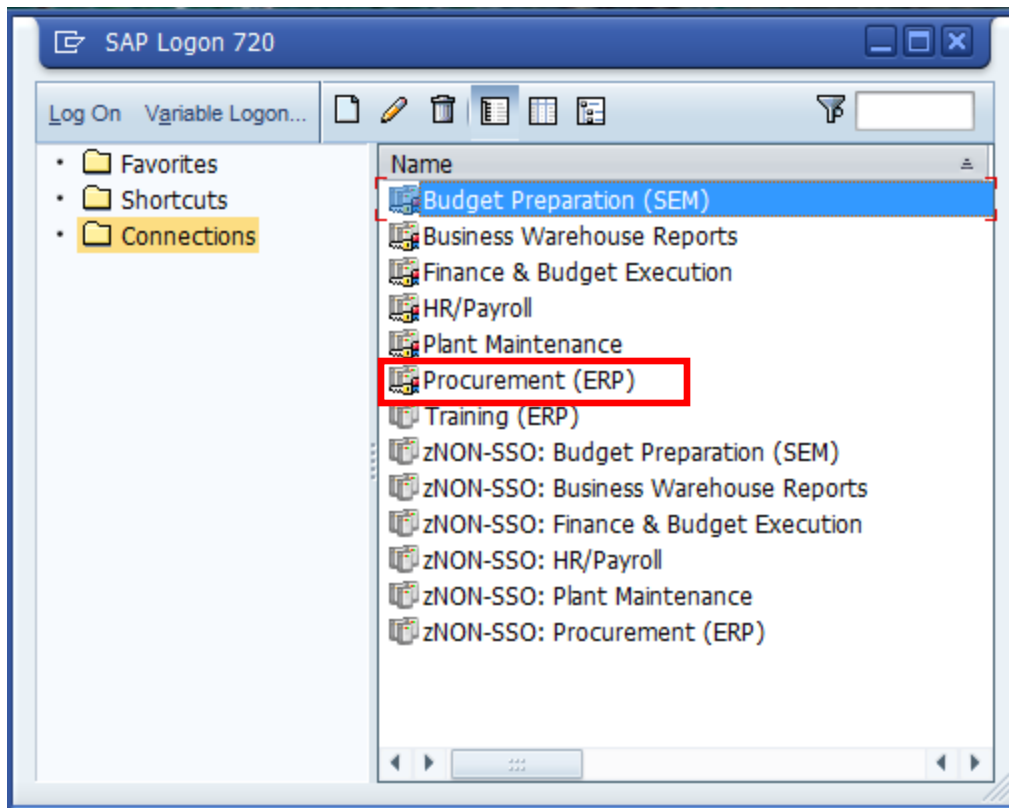 SAP Logon 720
Log On Variable Logon...
Favorites
Shortcuts
Connections
Name
Budget Preparation (SEM)
Business Warehouse Reports
Finance & Budget Execution
HR/Payroll
Plant Maintenance
Procurement (ERP)
Training (ERP)
zNON-SSO: Budget Preparation (SEM)
zNON-SSO: Business Warehouse Reports
zNON-SSO: Finance & Budget Execution
zNON-SSO: HR/Payroll
zNON-SSO: Plant Maintenance
zNON-SSO: Procurement (ERP)